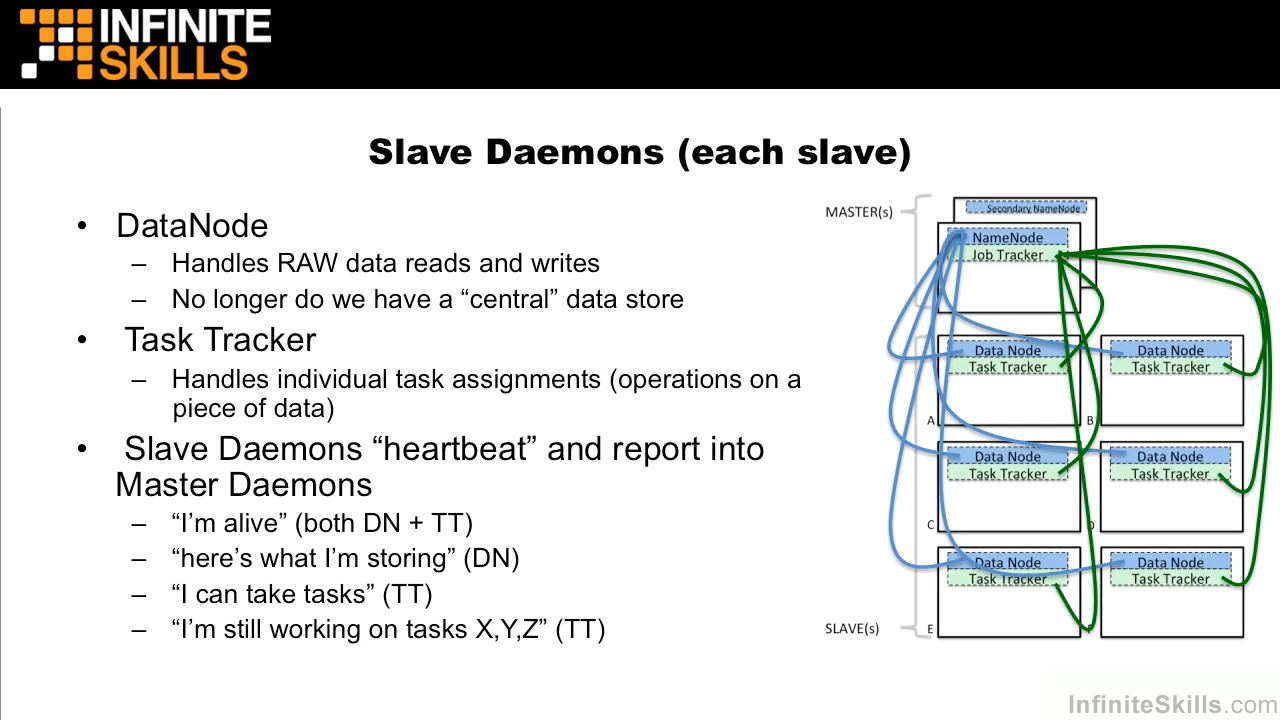 INFINITE
SKILLS
Slave Daemons (each slave)
• DataNode
– Handles RAW data reads and writes
– No longer do we have a “central” data store
• Task Tracker
– Handles individual task assignments (operations on a
piece of data)
• Slave Daemons “heartbeat” and report into
Master Daemons
– “I’m alive” (both DN + TT)
– “here’s what I’m storing” (DN)
– “I can take tasks” (TT)
– “I’m still working on tasks X,Y,Z” (TT)
MASTER(s)
Secondary NameNode
NameNode
Job Tracker
Data Node
Task Tracker
A
Data Node
Task Tracker
B
Data Node
Task Tracker
C
Data Node
Task Tracker
D
Data Node
Task Tracker
E
Data Node
Task Tracker
F
SLAVE(s)
InfiniteSkills.com